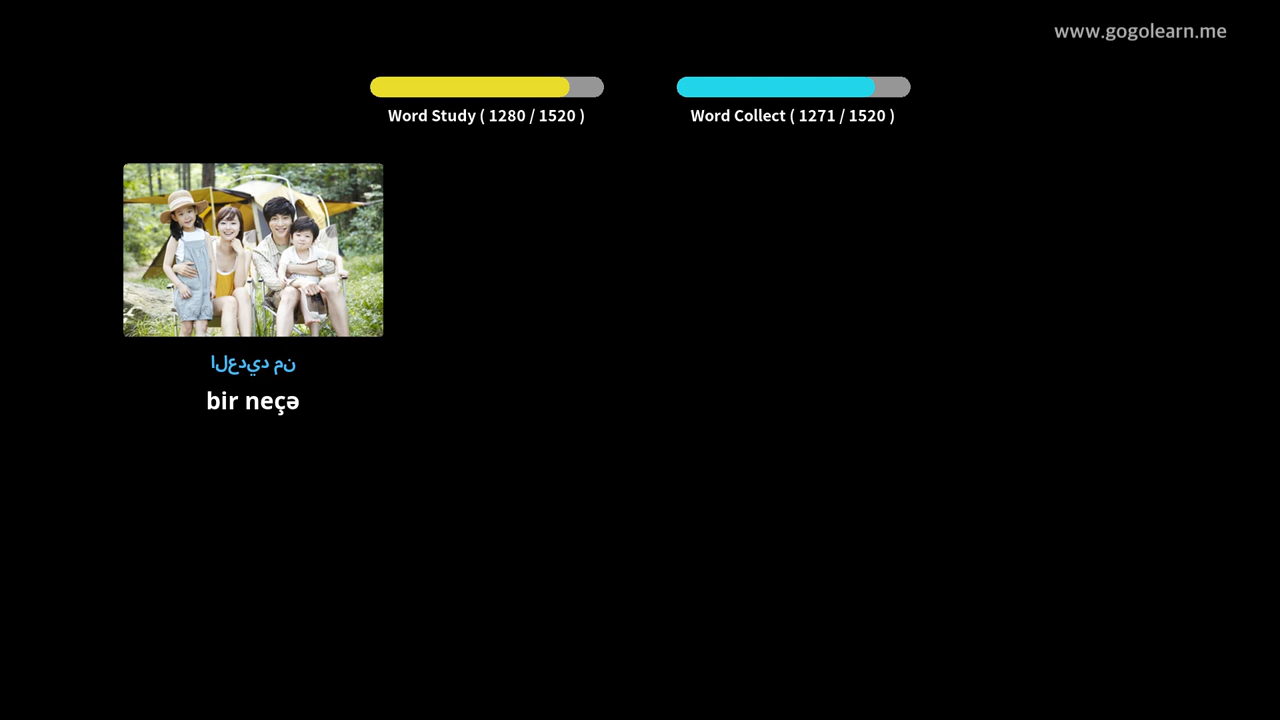 www.gogolearn.me
Word Study ( 1280 / 1520 )
Word Collect ( 1271 / 1520 )
العديد من
bir neçə